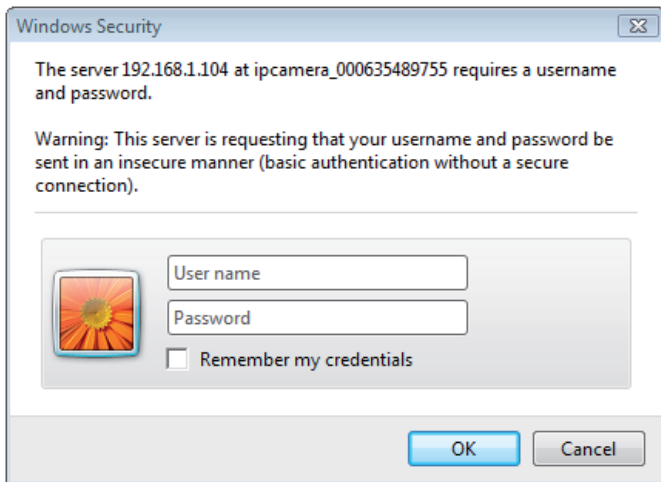 Windows Security
The server 192.168.1.104 at ipcamera_000635489755 requires a username
and password.
Warning: This server is requesting that your username and password be
sent in an insecure manner (basic authentication without a secure
connection).
User name
Password
Remember my credentials
OK
Cancel